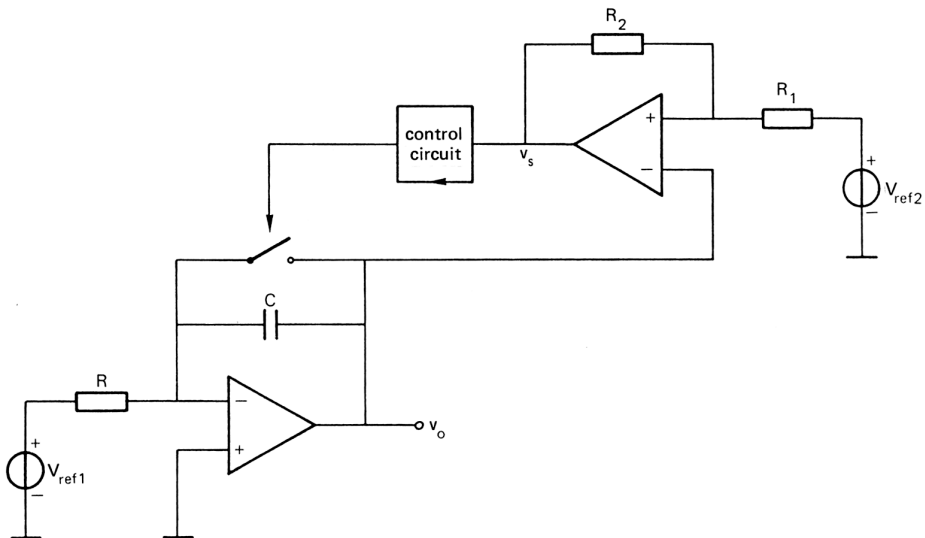 R2
R1
+
control
circuit
vs
−
+
Vref2
−
C
R
−
vo
+
+
Vref1
−